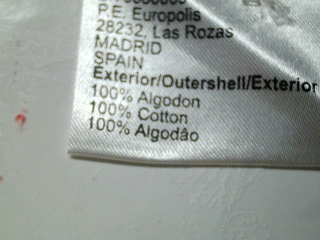 P.E. Europolis
28232, Las Rozas
MADRID
SPAIN
Exterior/Outershell/Exterior
100% Algodon
100% Cotton
100% Algodão